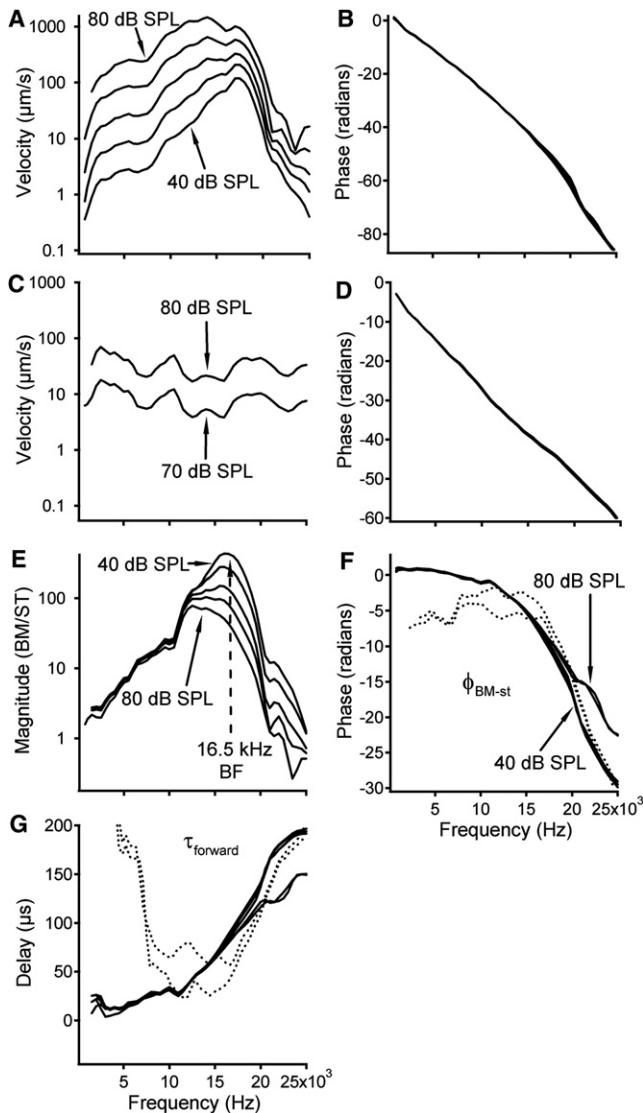 A
80 dB SPL
40 dB SPL
Velocity (µm/s)
1000
100
10
1
0.1
B
Phase (radians)
0
-20
-40
-60
-80
C
80 dB SPL
70 dB SPL
Velocity (µm/s)
1000
100
10
1
0.1
D
Phase (radians)
0
-10
-20
-30
-40
-50
-60
E
40 dB SPL
80 dB SPL
16.5 kHz
BF
Magnitude (BM/ST)
100
10
1
F
80 dB SPL
ϕBM-st
40 dB SPL
Phase (radians)
0
-5
-10
-15
-20
-25
-30
5 10 15 20 25x10³
Frequency (Hz)
G
τforward
Delay (µs)
200
150
100
50
0
5 10 15 20 25x10³
Frequency (Hz)